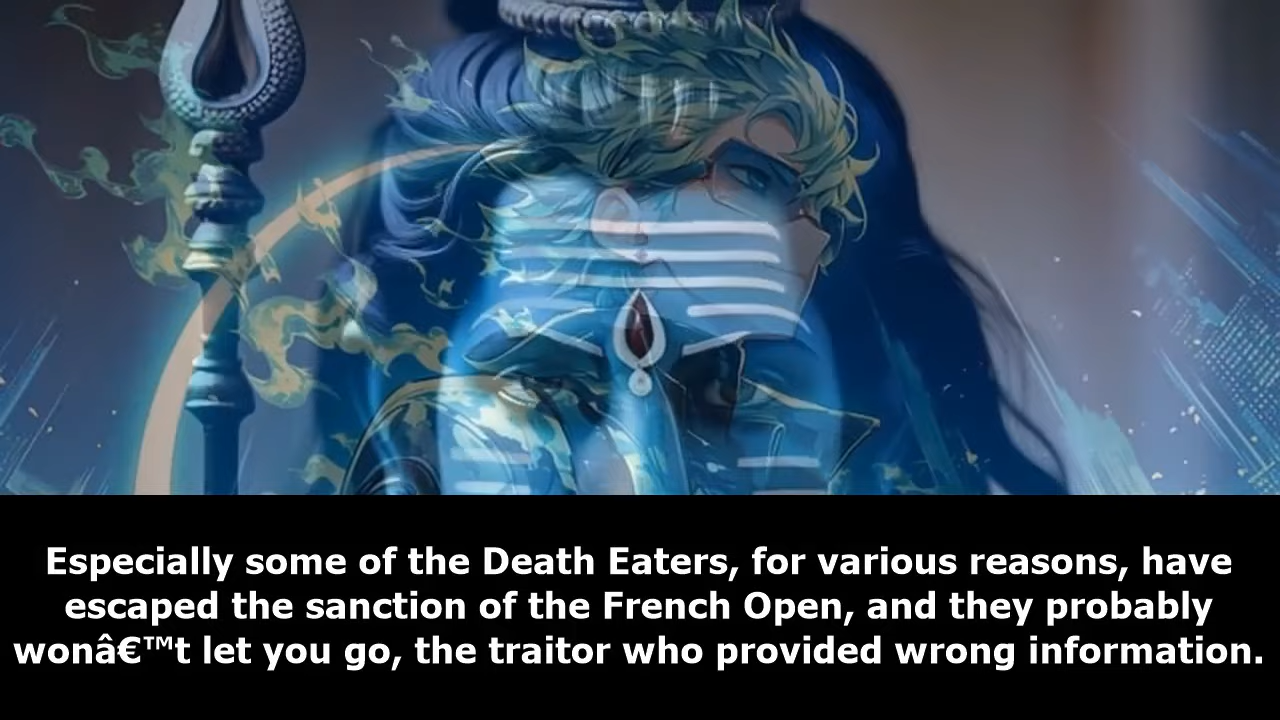 Especially some of the Death Eaters, for various reasons, have
escaped the sanction of the French Open, and they probably
wonâ€™t let you go, the traitor who provided wrong information.